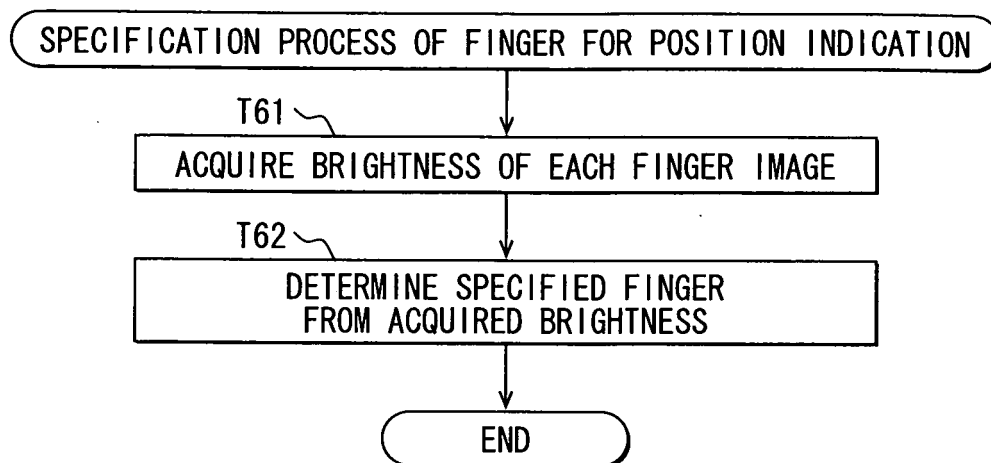 SPECIFICATION PROCESS OF FINGER FOR POSITION INDICATION
T61
ACQUIRE BRIGHTNESS OF EACH FINGER IMAGE
T62
DETERMINE SPECIFIED FINGER
FROM ACQUIRED BRIGHTNESS
END